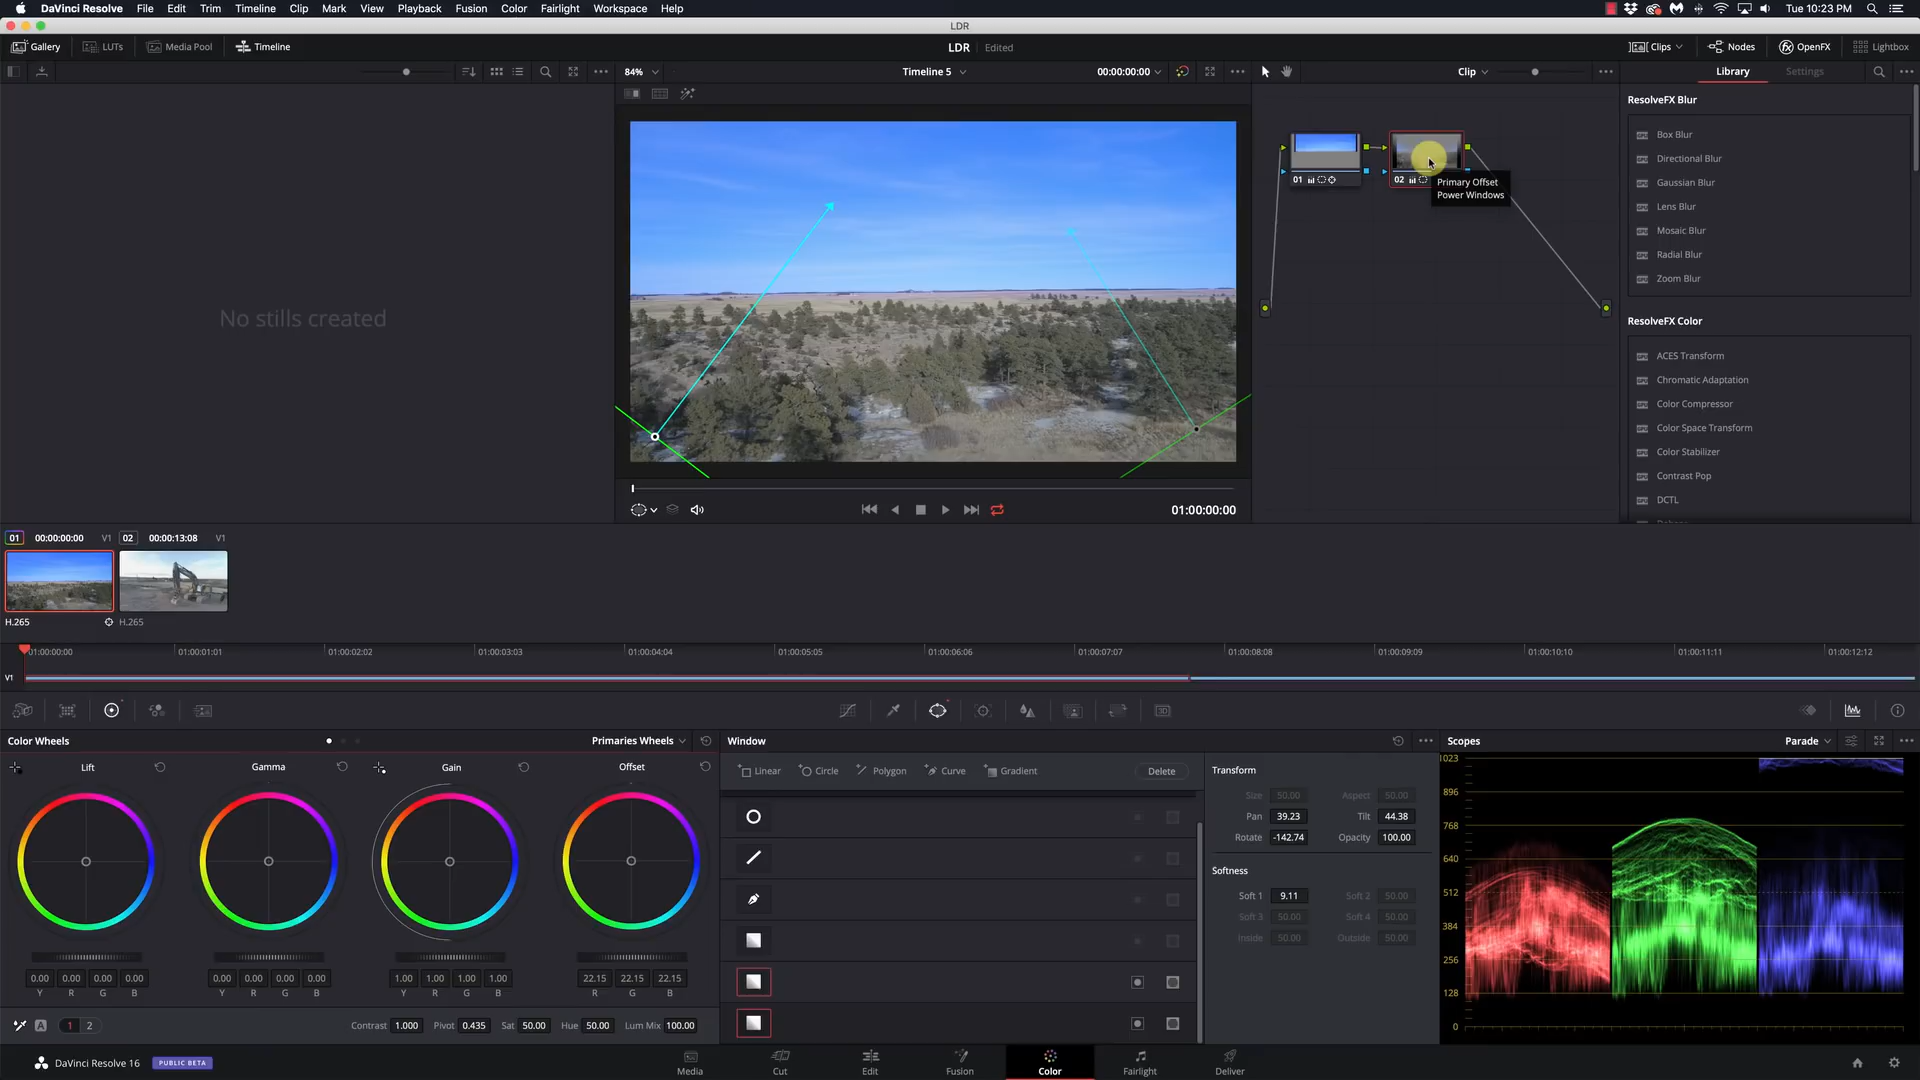 DaVinci Resolve File Edit Trim Timeline Clip Mark View Playback Fusion Color Fairlight Workspace Help Tue 10:23 PM
LDR
Gallery LUTs Media Pool Timeline LDR Edited Clips Nodes OpenFX Lightbox
84% Timeline 5 00:00:00:00 Clip Library Settings
ResolveFX Blur
Box Blur
Directional Blur
Gaussian Blur
Lens Blur
Mosaic Blur
Radial Blur
Zoom Blur
ResolveFX Color
ACES Transform
Chromatic Adaptation
Color Compressor
Color Space Transform
Color Stabilizer
Contrast Pop
DCTL
01 02
Primary Offset
Power Windows
No stills created
01:00:00:00
01 00:00:00:00 V1 02 00:00:13:08 V1
H.265 H.265
01:00:00:00 01:00:01:01 01:00:02:02 01:00:03:03 01:00:04:04 01:00:05:05 01:00:06:06 01:00:07:07 01:00:08:08 01:00:09:09 01:00:10:10 01:00:11:11 01:00:12:12
V1
Color Wheels Primaries Wheels Window Scopes Parade
Lift Gamma Gain Offset
Linear Circle Polygon Curve Gradient Delete
Transform
Size 50.00 Aspect 50.00
Pan 39.23 Tilt 44.38
Rotate -142.74 Opacity 100.00
Softness
Soft 1 9.11 Soft 2 50.00
Soft 3 50.00 Soft 4 50.00
Inside 50.00 Outside 50.00
1023
896
768
640
512
384
256
128
0
0.00 0.00 0.00 0.00 0.00 0.00 0.00 0.00 1.00 1.00 1.00 1.00 22.15 22.15 22.15
Y R G B Y R G B Y R G B R G B
A 1 2 Contrast 1.000 Pivot 0.435 Sat 50.00 Hue 50.00 Lum Mix 100.00
DaVinci Resolve 16 PUBLIC BETA Media Cut Edit Fusion Color Fairlight Deliver